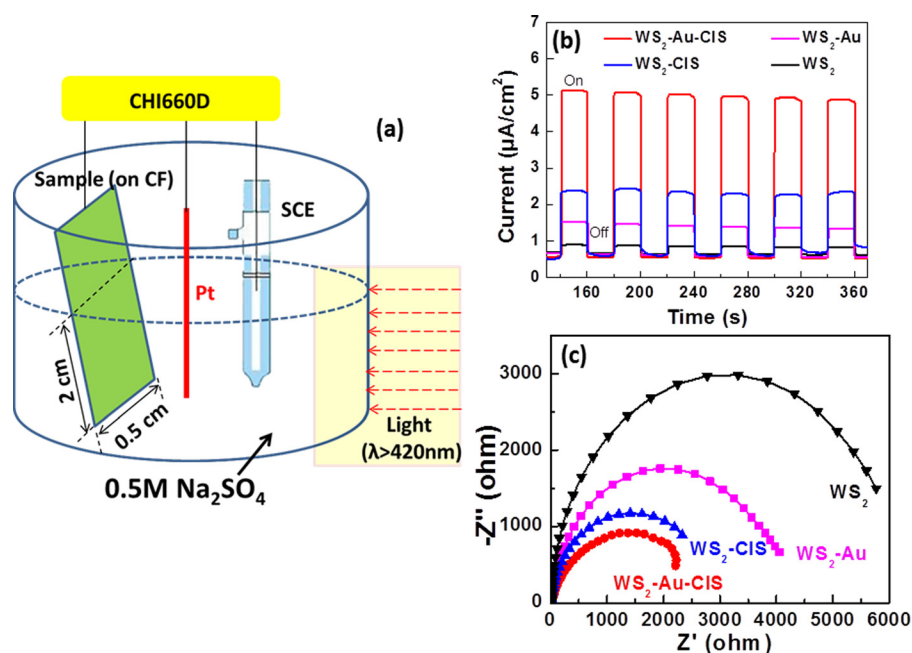 CHI660D
(a)
Sample (on CF)
SCE
Pt
2 cm
0.5 cm
Light
(λ>420nm)
0.5M Na₂SO₄
(b)
WS₂-Au-CIS
WS₂-Au
WS₂-CIS
WS₂
On
Off
Current (μA/cm²)
7
6
5
4
3
2
1
0
160 200 240 280 320 360
Time (s)
(c)
-Z'' (ohm)
3000
2000
1000
0
WS₂
WS₂-Au
WS₂-CIS
WS₂-Au-CIS
0 1000 2000 3000 4000 5000 6000
Z' (ohm)